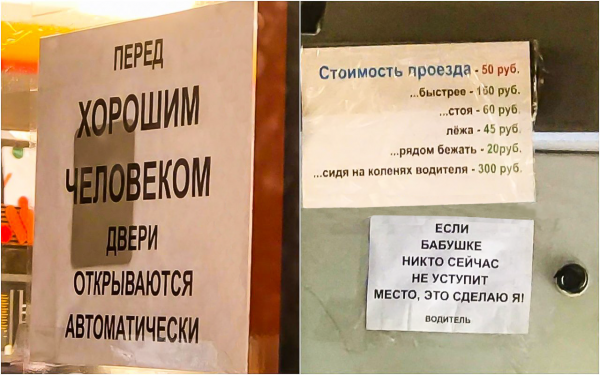 ПЕРЕД
ХОРОШИМ
ЧЕЛОВЕКОМ
ДВЕРИ
ОТКРЫВАЮТСЯ
АВТОМАТИЧЕСКИ
Стоимость проезда - 50 руб.
...быстрее - 160 руб.
...стоя - 60 руб.
лёжа - 45 руб.
...рядом бежать - 20руб.
...сидя на коленях водителя - 300 руб.
ЕСЛИ
БАБУШКЕ
НИКТО СЕЙЧАС
НЕ УСТУПИТ
МЕСТО, ЭТО СДЕЛАЮ Я!
ВОДИТЕЛЬ